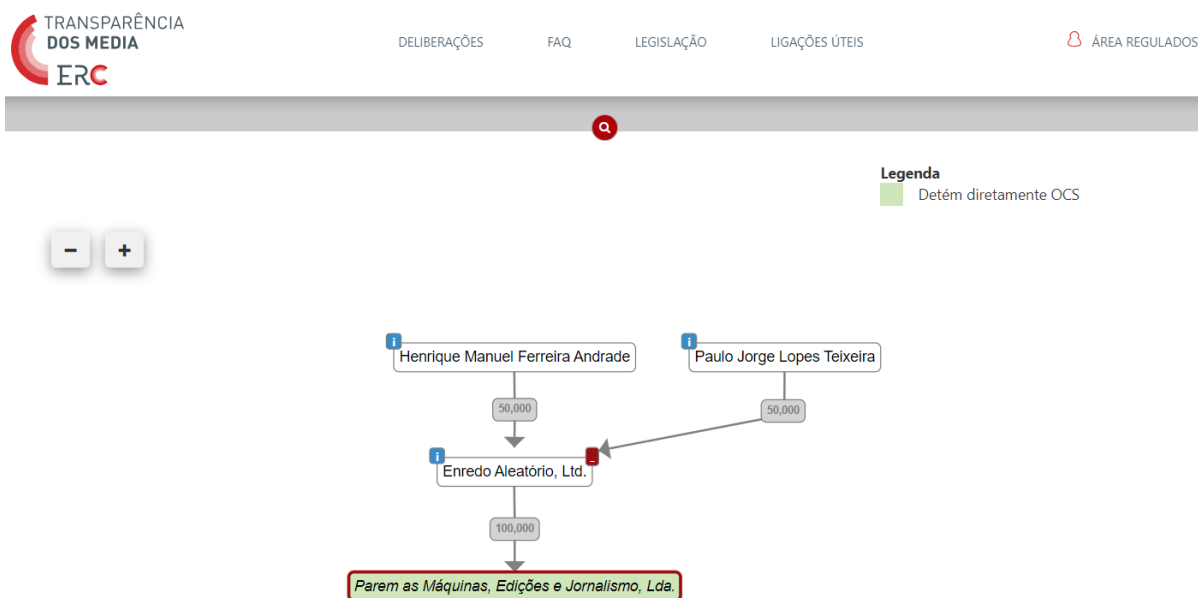 TRANSPARÊNCIA
DOS MEDIA
ERC
DELIBERAÇÕES FAQ LEGISLAÇÃO LIGAÇÕES ÚTEIS ÁREA REGULADOS
Legenda
Detém diretamente OCS
- +
i i
Henrique Manuel Ferreira Andrade Paulo Jorge Lopes Teixeira
50,000 50,000
i -
Enredo Aleatório, Ltd.
100,000
Parem as Máquinas, Edições e Jornalismo, Lda.